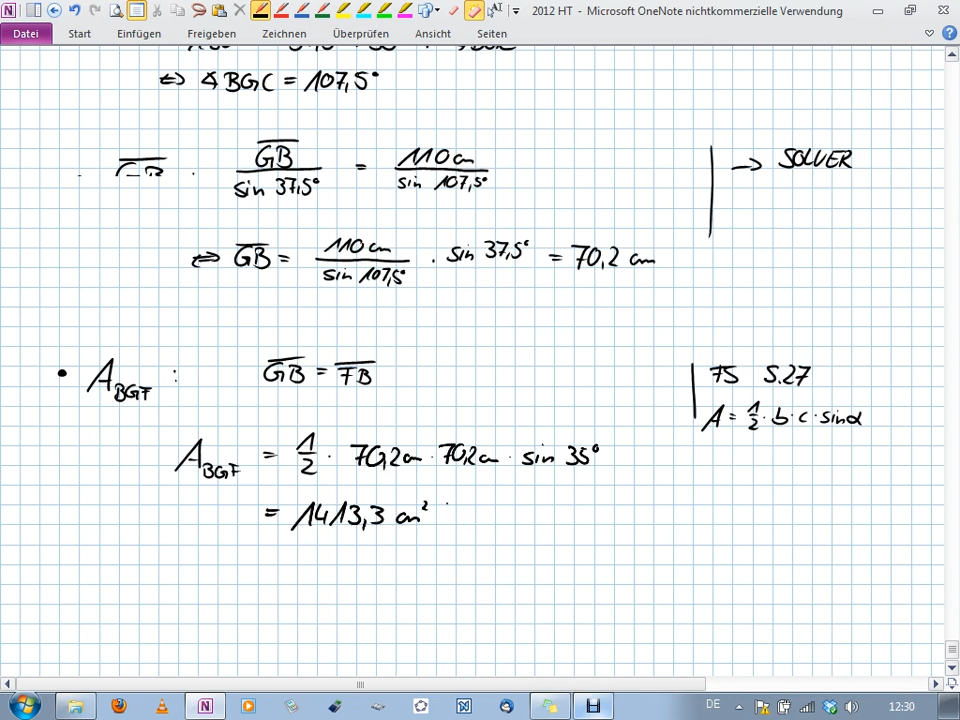 2012 HT - Microsoft OneNote nichtkommerzielle Verwendung
Datei Start Einfügen Freigeben Zeichnen Überprüfen Ansicht Seiten
⇔ ∢ BGC = 107,5°
GB / sin 37,5° = 110 cm / sin 107,5°
→ SOLVER
⇔ GB = 110 cm / sin 107,5° · sin 37,5° = 70,2 cm
• A BGF : GB = FB
FS S.27
A = 1/2 · b · c · sin α
A BGF = 1/2 · 70,2 cm · 70,2 cm · sin 35°
= 1413,3 cm²
DE 12:30